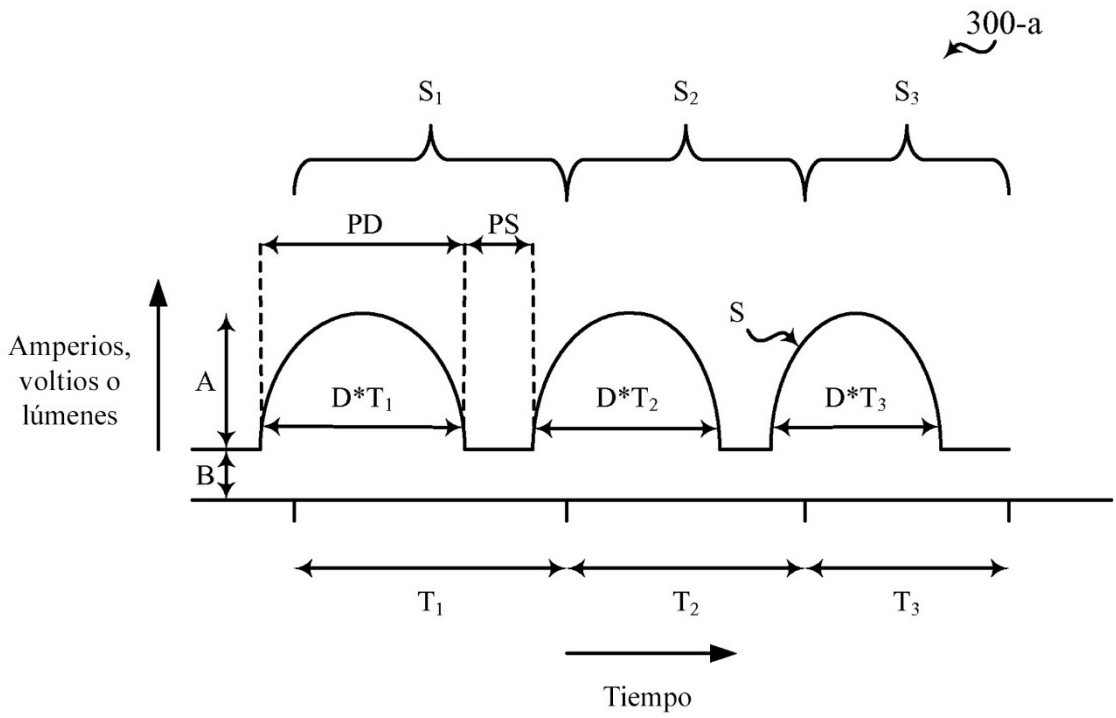 300-a
S₁ S₂ S₃
PD PS
S
Amperios,
voltios o
lúmenes
A
D*T₁ D*T₂ D*T₃
B
T₁ T₂ T₃
Tiempo